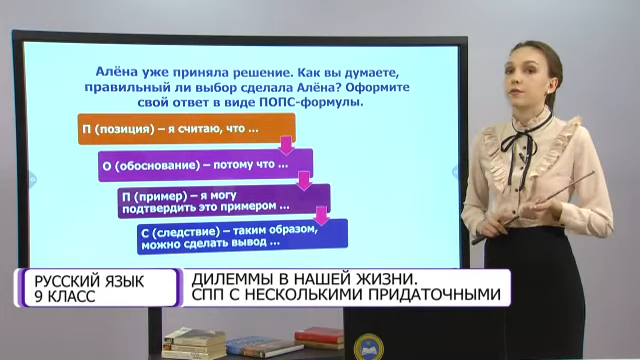 Алёна уже приняла решение. Как вы думаете,
правильный ли выбор сделала Алёна? Оформите
свой ответ в виде ПОПС-формулы.
П (позиция) – я считаю, что ...
О (обоснование) – потому что ...
П (пример) – я могу
подтвердить это примером ...
С (следствие) – таким образом,
можно сделать вывод ...
РУССКИЙ ЯЗЫК
9 КЛАСС
ДИЛЕММЫ В НАШЕЙ ЖИЗНИ.
СПП С НЕСКОЛЬКИМИ ПРИДАТОЧНЫМИ